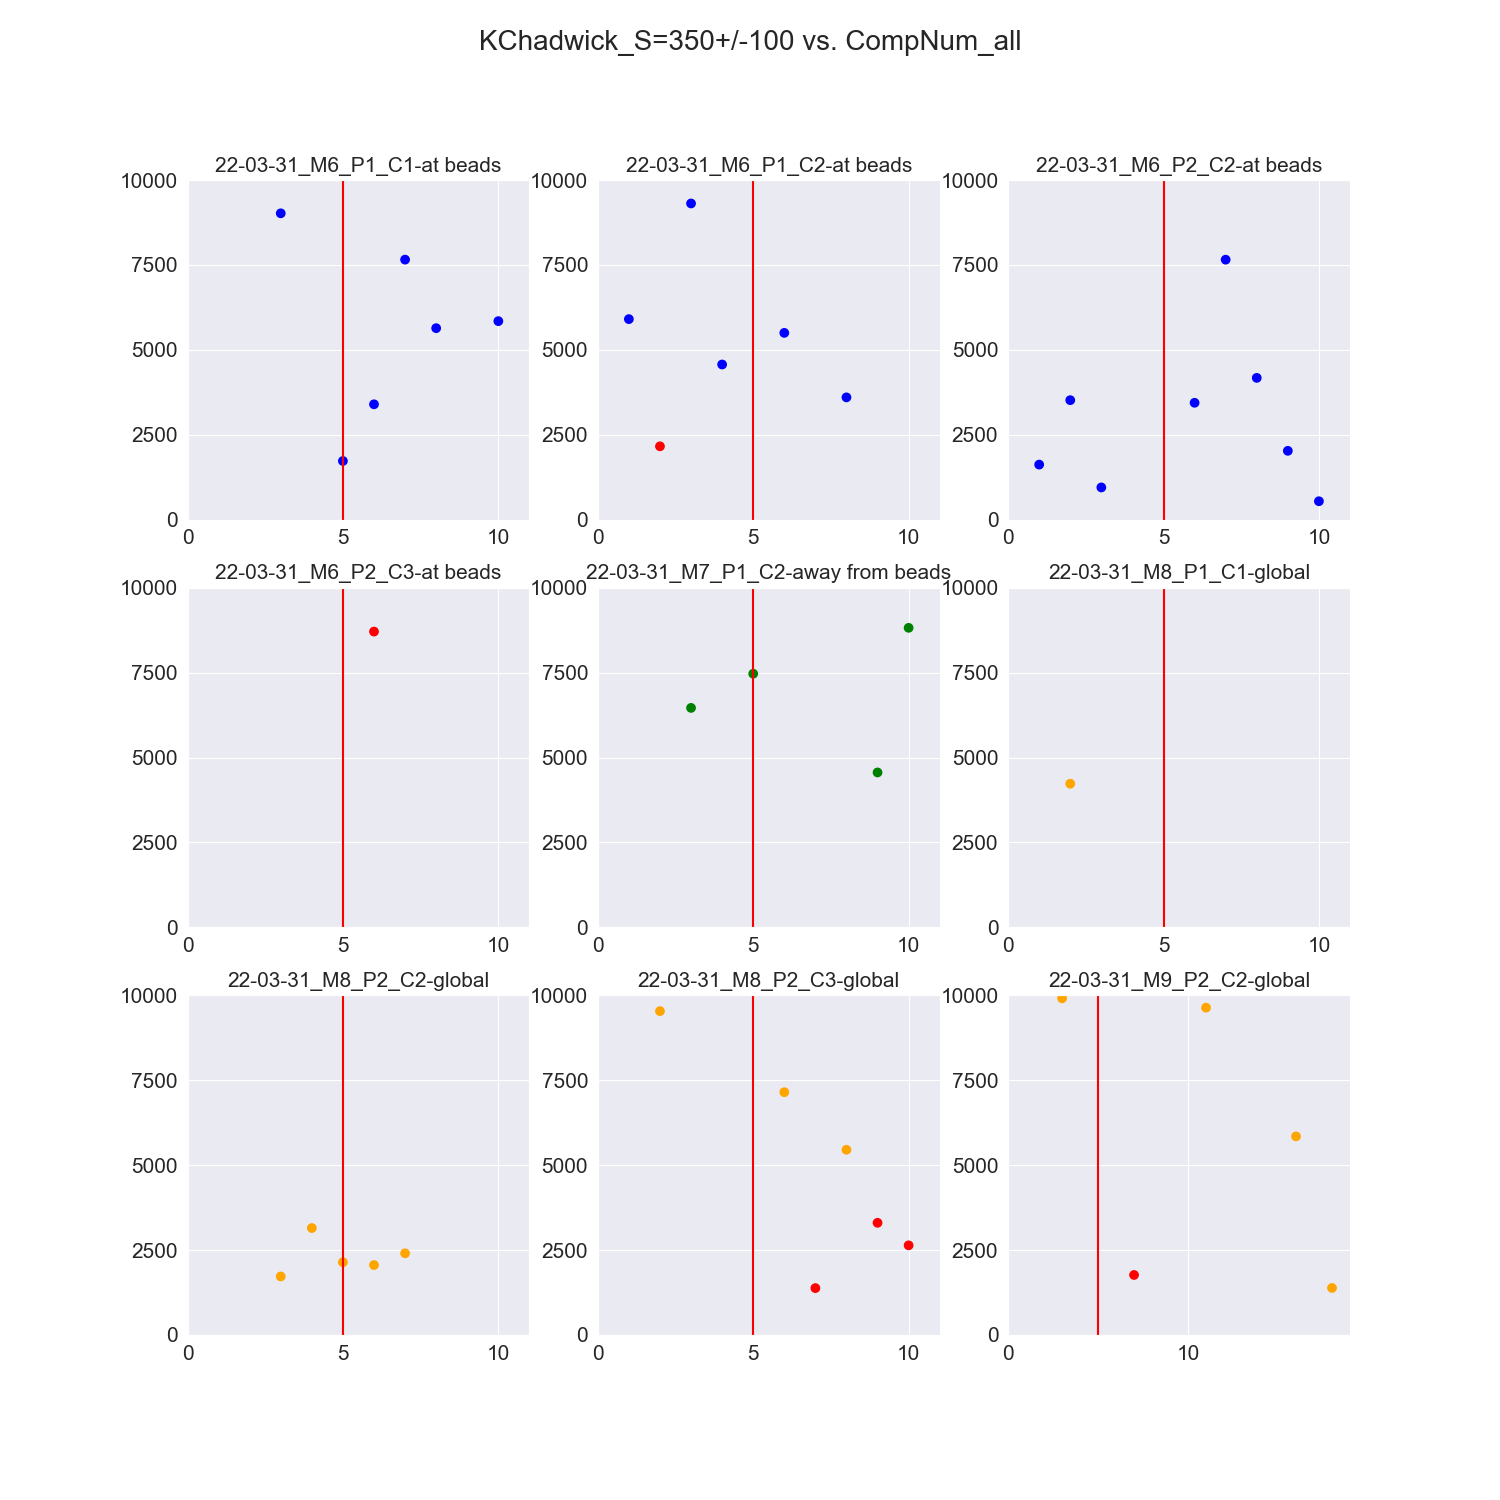 KChadwick_S=350+/-100 vs. CompNum_all
22-03-31_M6_P1_C1-at beads
10000
7500
5000
2500
0
0 5 10
22-03-31_M6_P1_C2-at beads
10000
7500
5000
2500
0
0 5 10
22-03-31_M6_P2_C2-at beads
10000
7500
5000
2500
0
0 5 10
22-03-31_M6_P2_C3-at beads
10000
7500
5000
2500
0
0 5 10
22-03-31_M7_P1_C2-away from beads
10000
7500
5000
2500
0
0 5 10
22-03-31_M8_P1_C1-global
10000
7500
5000
2500
0
0 5 10
22-03-31_M8_P2_C2-global
10000
7500
5000
2500
0
0 5 10
22-03-31_M8_P2_C3-global
10000
7500
5000
2500
0
0 5 10
22-03-31_M9_P2_C2-global
10000
7500
5000
2500
0
0 10